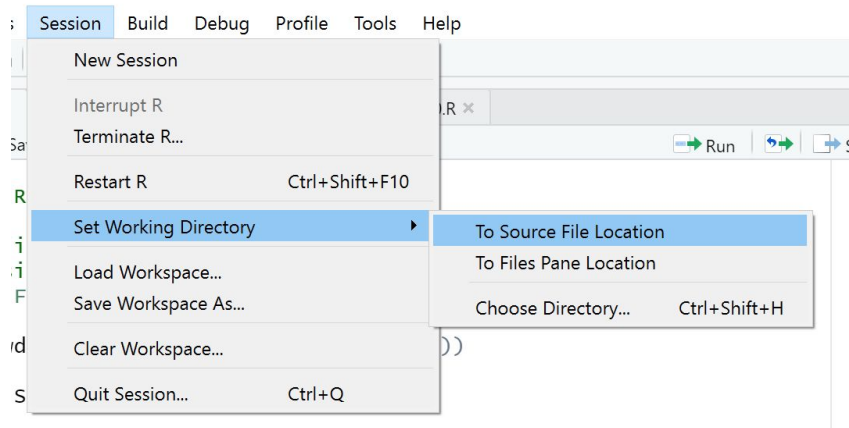 Session Build Debug Profile Tools Help
New Session
Interrupt R
.R
Terminate R...
Run
Restart R Ctrl+Shift+F10
R
Set Working Directory
To Source File Location
To Files Pane Location
Load Workspace...
Save Workspace As...
F
Choose Directory... Ctrl+Shift+H
Clear Workspace...
))
Quit Session... Ctrl+Q
S